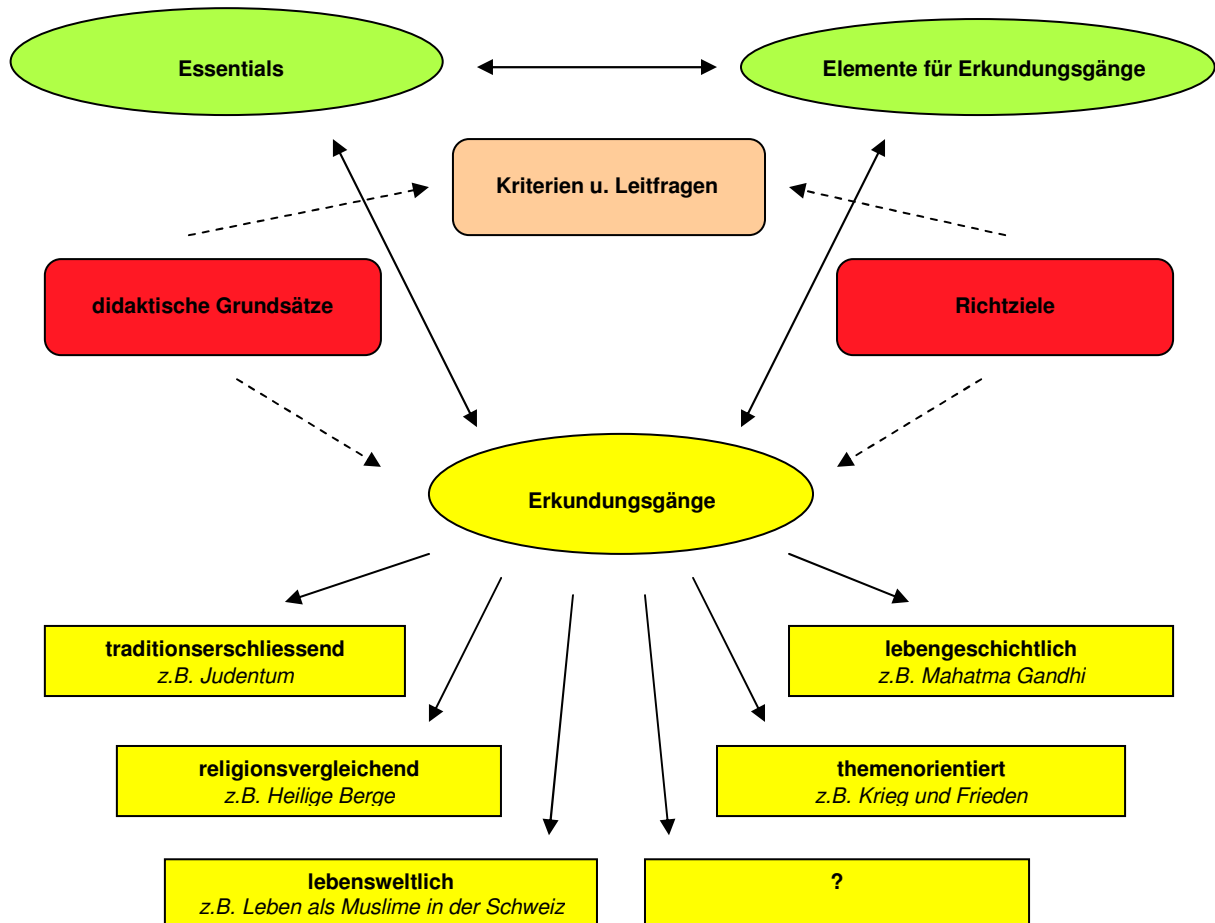 Essentials
Elemente für Erkundungsgänge
Kriterien u. Leitfragen
didaktische Grundsätze
Richtziele
Erkundungsgänge
traditionserschliessend
z.B. Judentum
lebengeschichtlich
z.B. Mahatma Gandhi
religionsvergleichend
z.B. Heilige Berge
themenorientiert
z.B. Krieg und Frieden
lebensweltlich
z.B. Leben als Muslime in der Schweiz
?